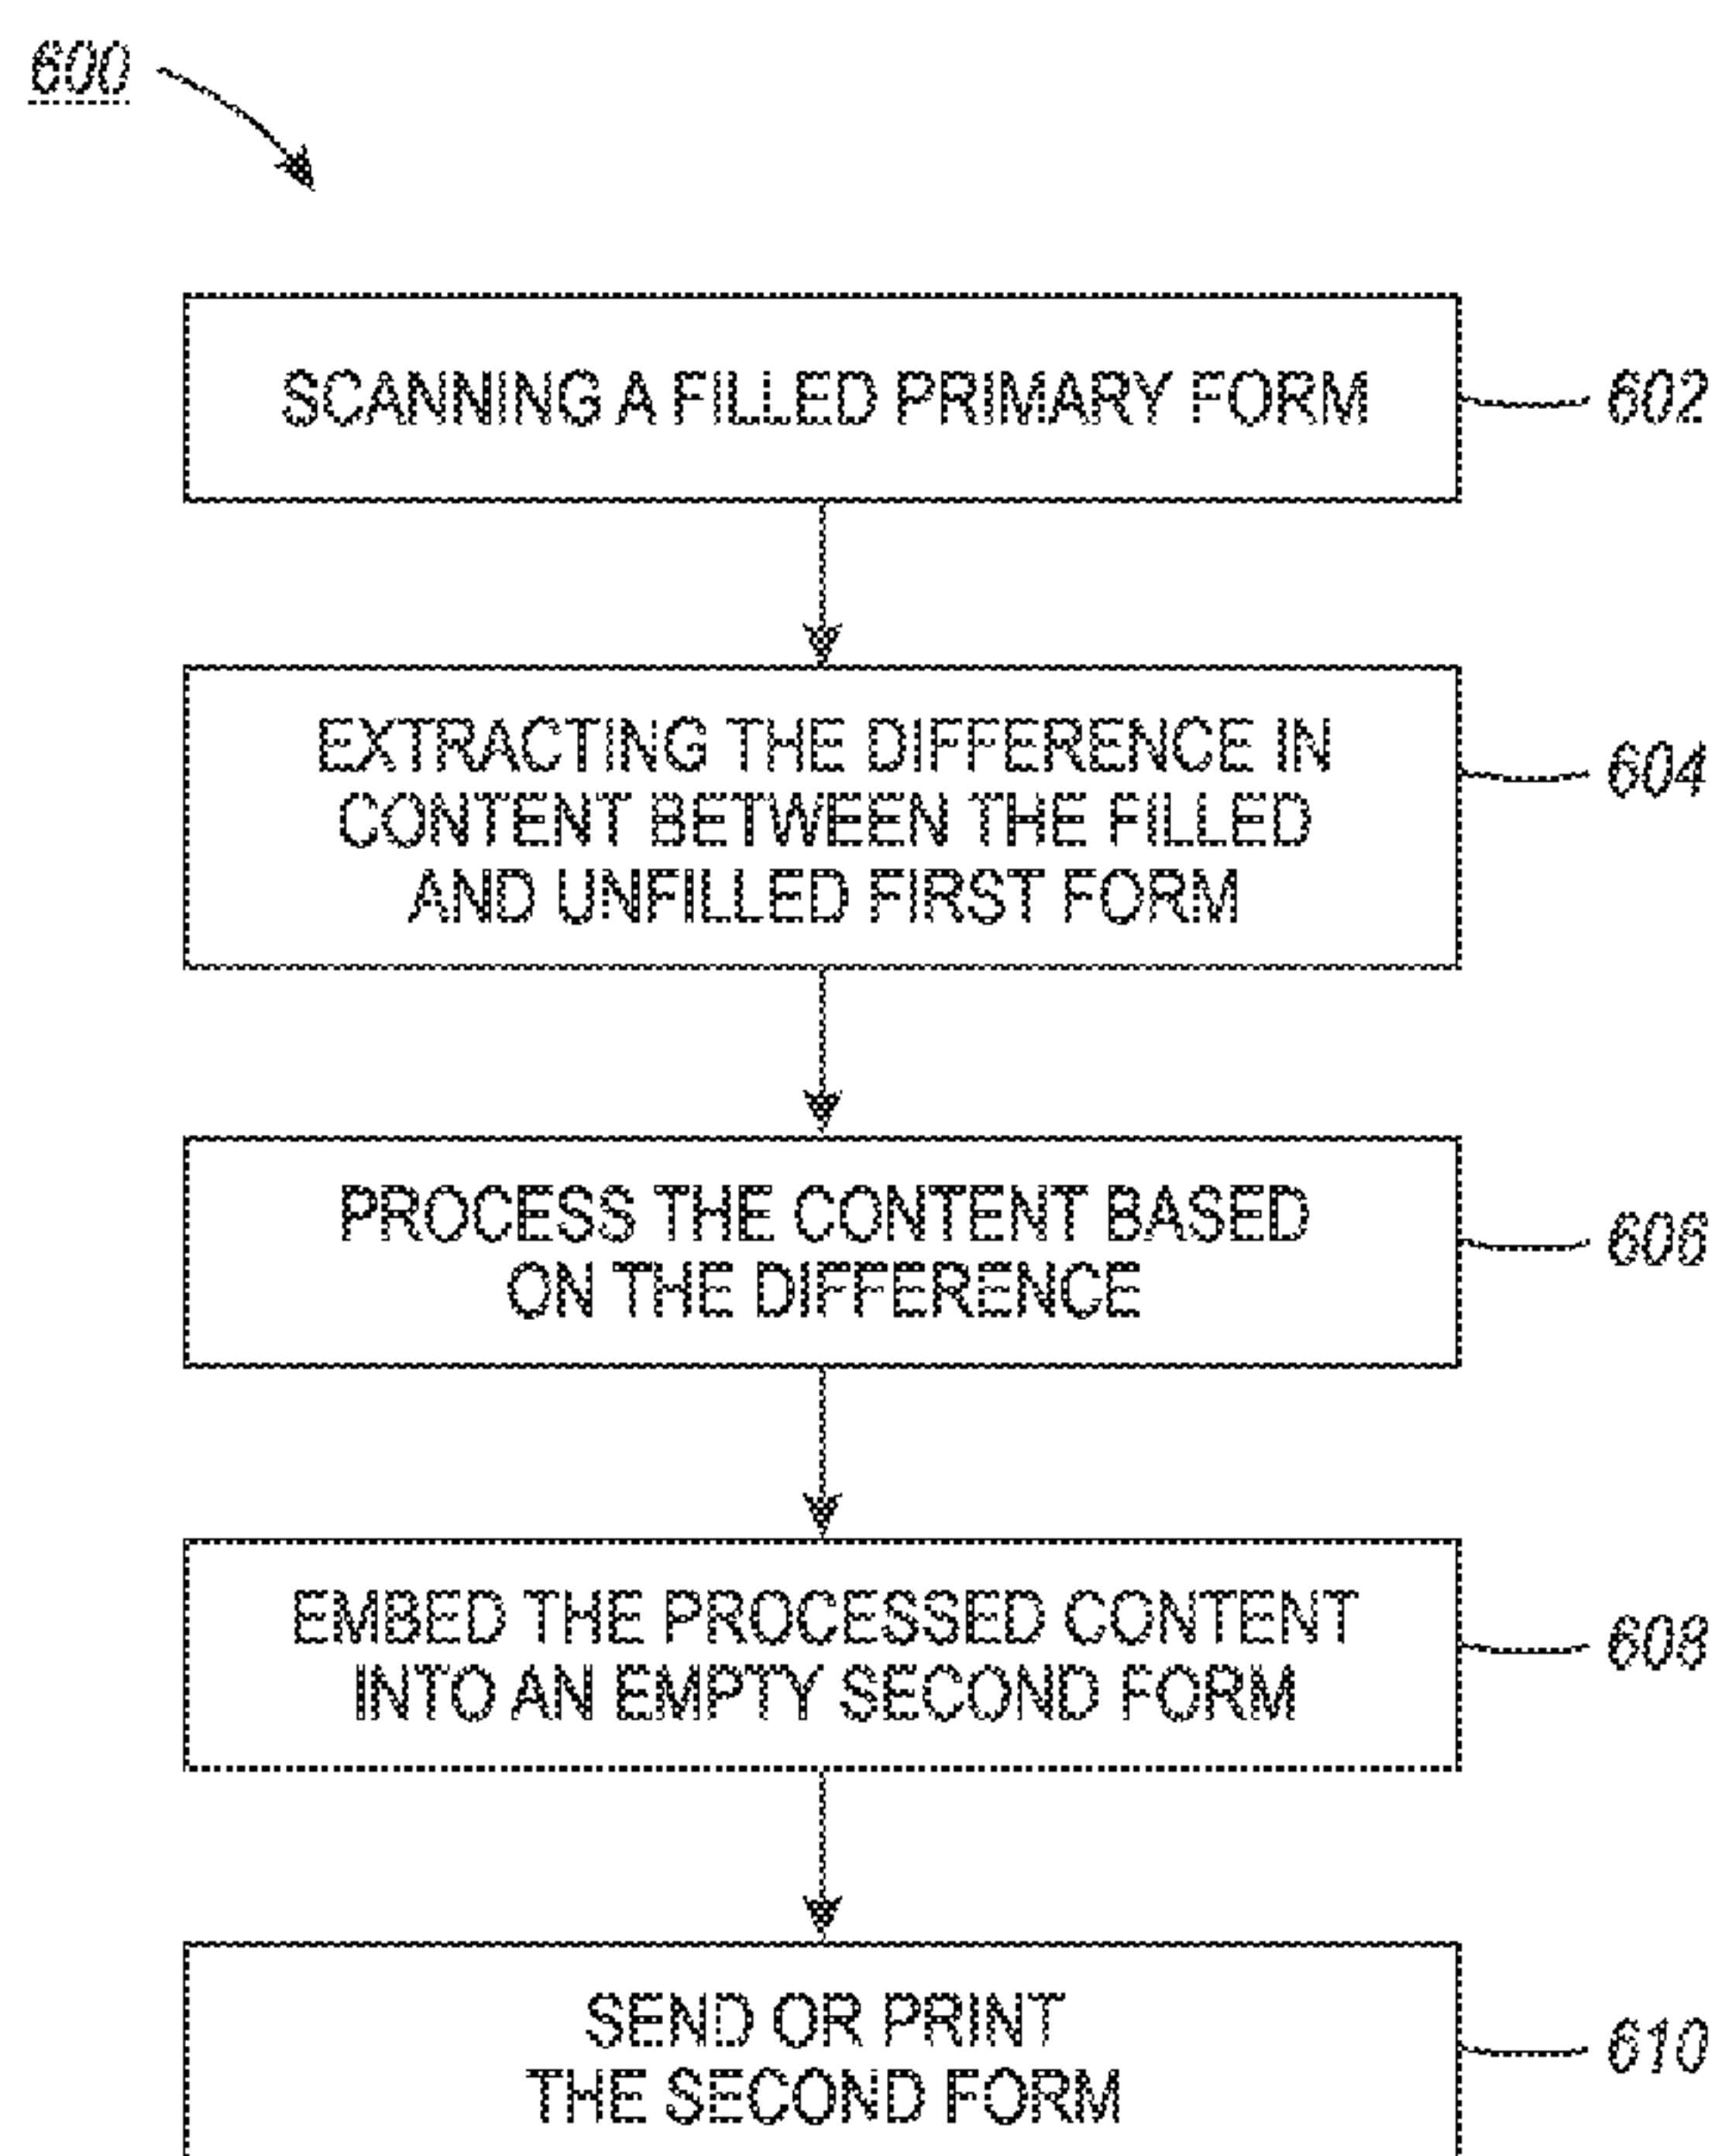 600
SCANNING A FILLED PRIMARY FORM
602
EXTRACTING THE DIFFERENCE IN
CONTENT BETWEEN THE FILLED
AND UNFILLED FIRST FORM
604
PROCESS THE CONTENT BASED
ON THE DIFFERENCE
606
EMBED THE PROCESSED CONTENT
INTO AN EMPTY SECOND FORM
608
SEND OR PRINT
THE SECOND FORM
610